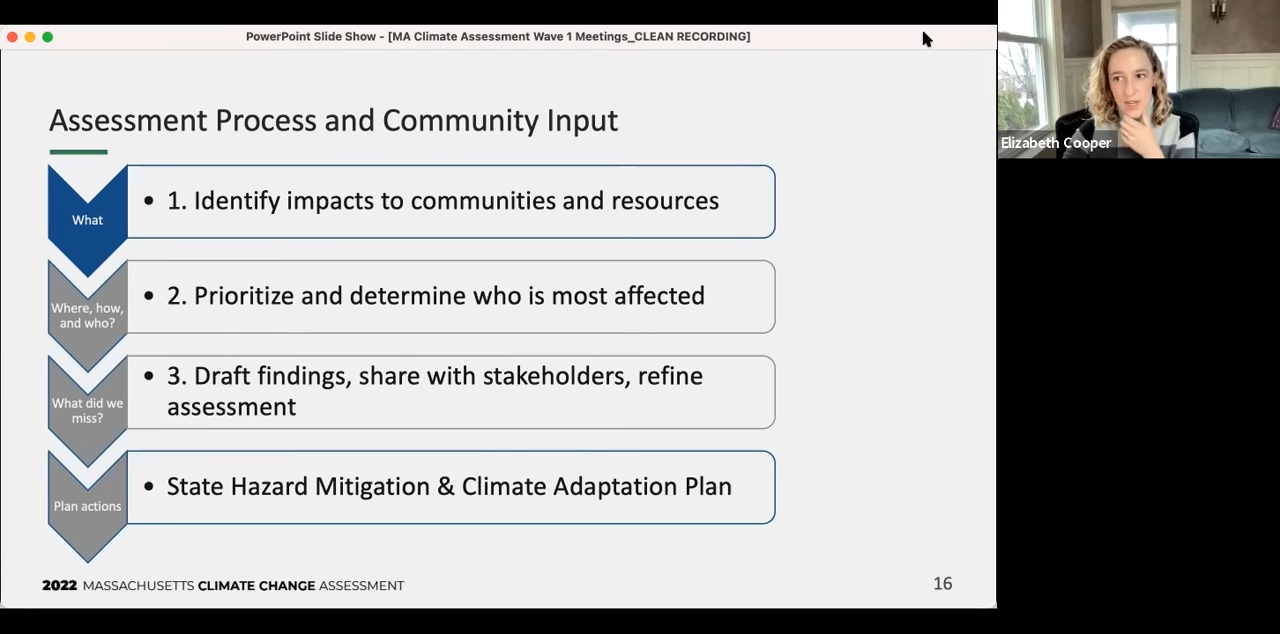 PowerPoint Slide Show - [MA Climate Assessment Wave 1 Meetings_CLEAN RECORDING]
Elizabeth Cooper
Assessment Process and Community Input
What
• 1. Identify impacts to communities and resources
Where, how,
and who?
• 2. Prioritize and determine who is most affected
What did we
miss?
• 3. Draft findings, share with stakeholders, refine
assessment
Plan actions
• State Hazard Mitigation & Climate Adaptation Plan
2022 MASSACHUSETTS CLIMATE CHANGE ASSESSMENT
16